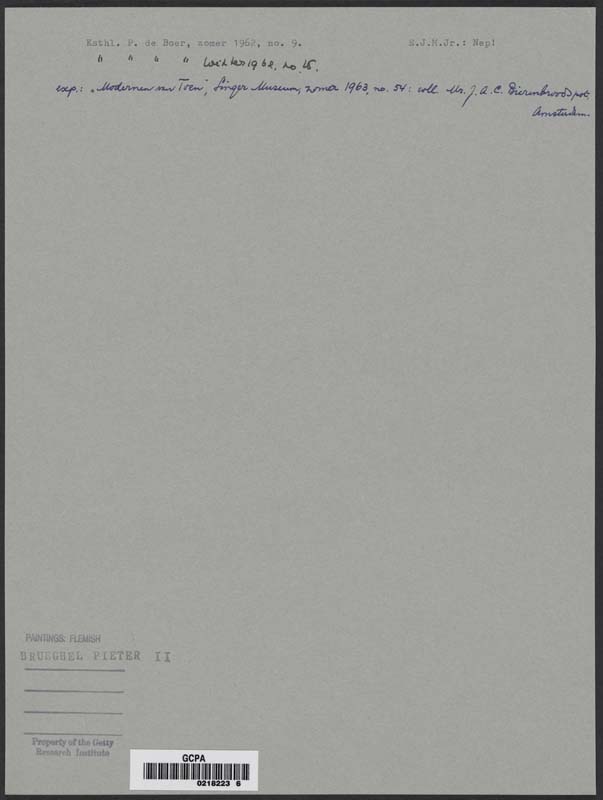 Kathl. P. de Boer, zomer 1962, no. 9. S.J.M.Jr.: Nep!
" " " " winter 1962, no. 15.
exp.: „Modernen van Toen", Singer Museum, zomer 1963, no. 54: coll. Mr. J. A. C.
Amsterdam.
PAINTINGS: FLEMISH
BRUEGHEL PIETER II
Property of the Getty
Research Institute
GCPA
0218223 6